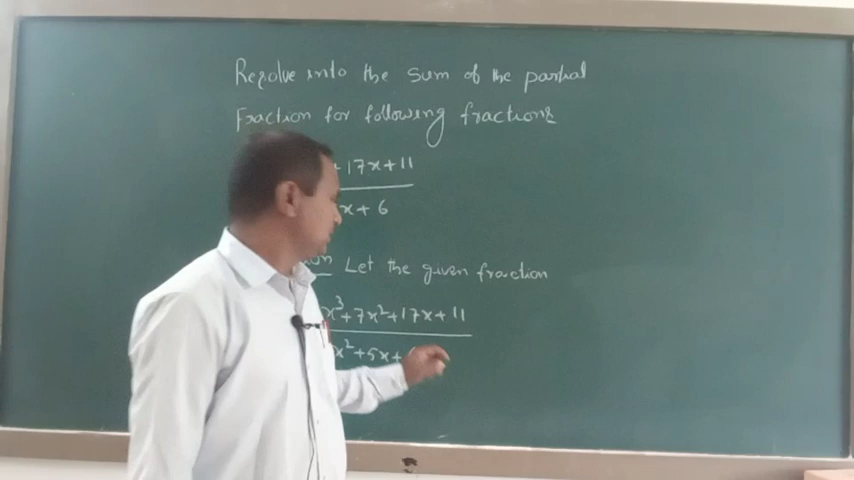 Resolve into the sum of the partial
Fraction for following fractions
+ 17x + 11
x + 6
Let the given fraction
x³ + 7x² + 17x + 11
x² + 5x +